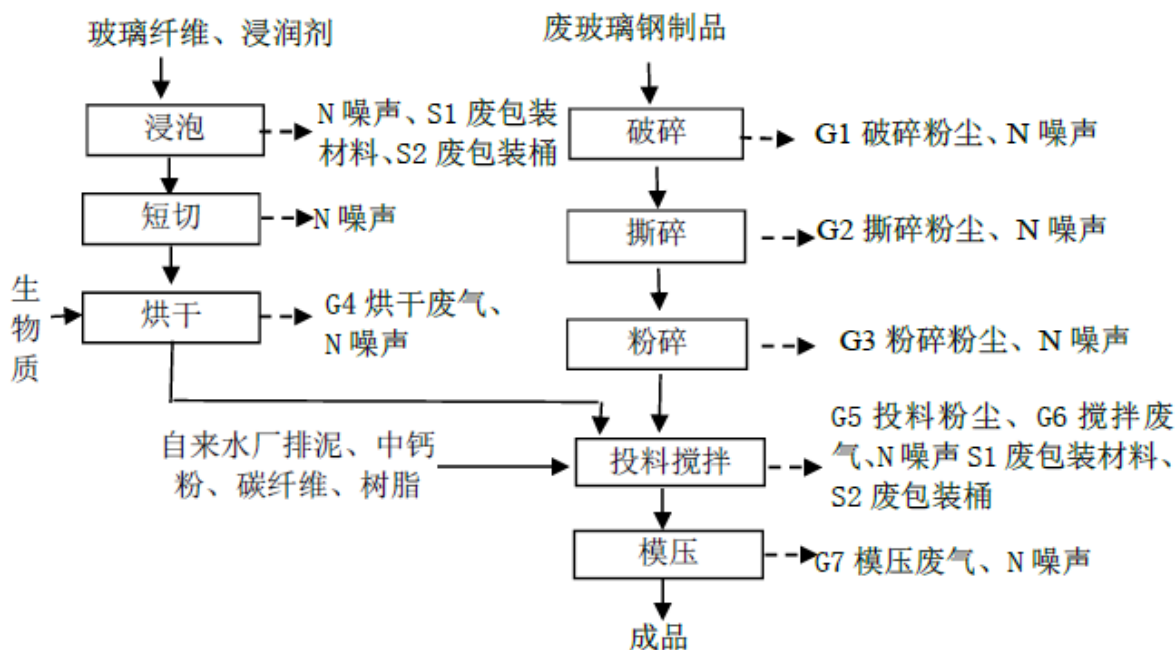 玻璃纤维、浸润剂
废玻璃钢制品
浸泡
N 噪声、S1 废包装
材料、S2 废包装桶
破碎
G1 破碎粉尘、N 噪声
短切
N 噪声
撕碎
G2 撕碎粉尘、N 噪声
生
物
质
烘干
G4 烘干废气、
N 噪声
粉碎
G3 粉碎粉尘、N 噪声
自来水厂排泥、中钙
粉、碳纤维、树脂
投料搅拌
G5 投料粉尘、G6 搅拌废
气、N 噪声 S1 废包装材料、
S2 废包装桶
模压
G7 模压废气、N 噪声
成品